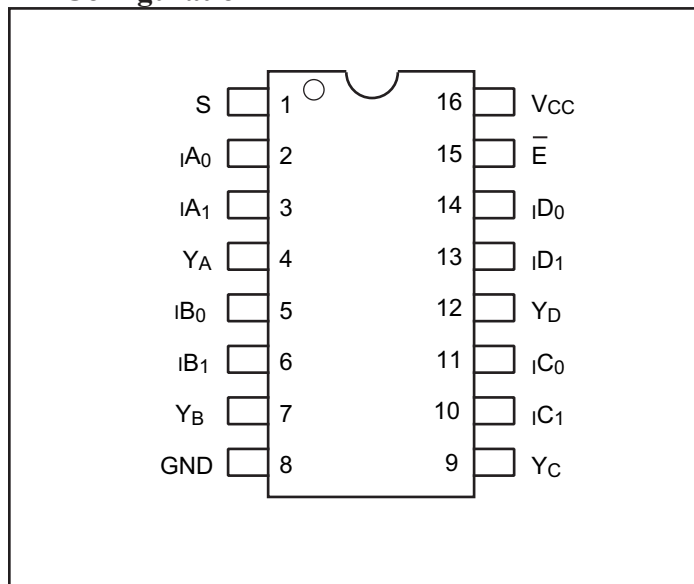 S 1 16 VCC
IA0 2 15 E̅
IA1 3 14 ID0
YA 4 13 ID1
IB0 5 12 YD
IB1 6 11 IC0
YB 7 10 IC1
GND 8 9 YC